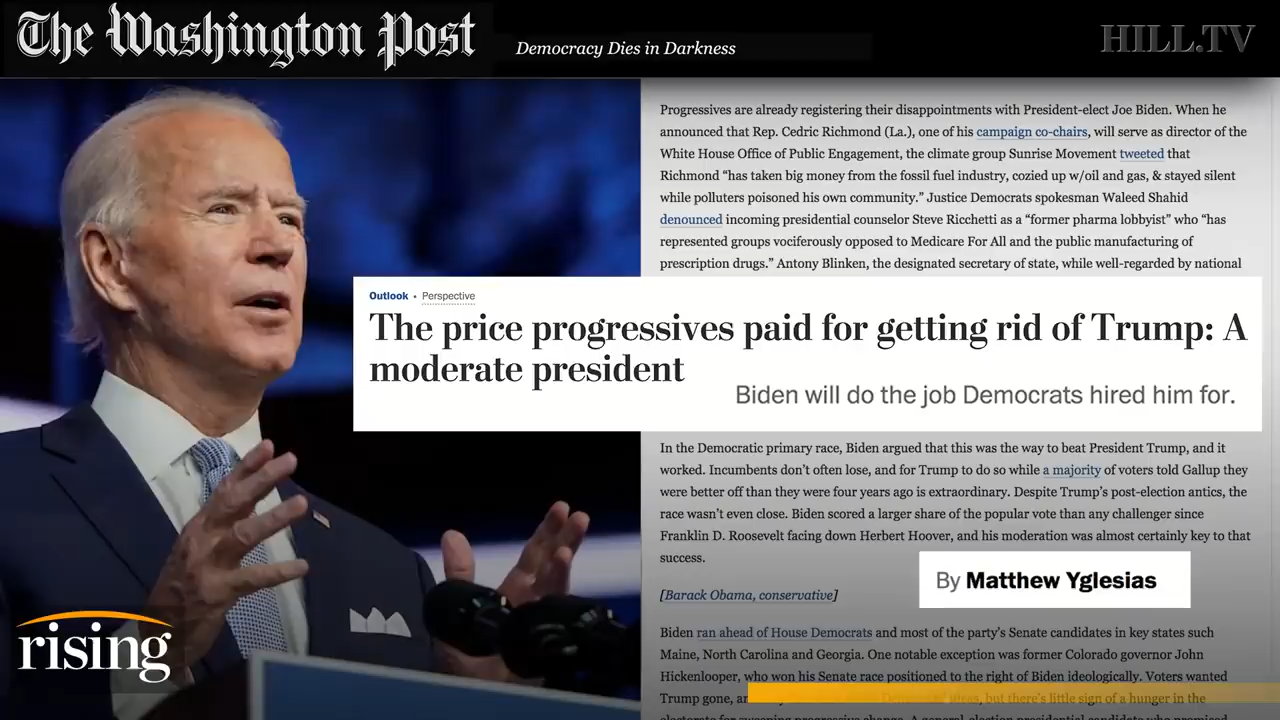 The Washington Post
Democracy Dies in Darkness
HILL.TV
Progressives are already registering their disappointments with President-elect Joe Biden. When he
announced that Rep. Cedric Richmond (La.), one of his campaign co-chairs, will serve as director of the
White House Office of Public Engagement, the climate group Sunrise Movement tweeted that
Richmond “has taken big money from the fossil fuel industry, cozied up w/oil and gas, & stayed silent
while polluters poisoned his own community.” Justice Democrats spokesman Waleed Shahid
denounced incoming presidential counselor Steve Ricchetti as a “former pharma lobbyist” who “has
represented groups vociferously opposed to Medicare For All and the public manufacturing of
prescription drugs.” Antony Blinken, the designated secretary of state, while well-regarded by national
Outlook • Perspective
The price progressives paid for getting rid of Trump: A
moderate president
Biden will do the job Democrats hired him for.
In the Democratic primary race, Biden argued that this was the way to beat President Trump, and it
worked. Incumbents don’t often lose, and for Trump to do so while a majority of voters told Gallup they
were better off than they were four years ago is extraordinary. Despite Trump’s post-election antics, the
race wasn’t even close. Biden scored a larger share of the popular vote than any challenger since
Franklin D. Roosevelt facing down Herbert Hoover, and his moderation was almost certainly key to that
success.
By Matthew Yglesias
[Barack Obama, conservative]
Biden ran ahead of House Democrats and most of the party’s Senate candidates in key states such
Maine, North Carolina and Georgia. One notable exception was former Colorado governor John
Hickenlooper, who won his Senate race positioned to the right of Biden ideologically. Voters wanted
Trump gone, an ideas, but there’s little sign of a hunger in the
rising